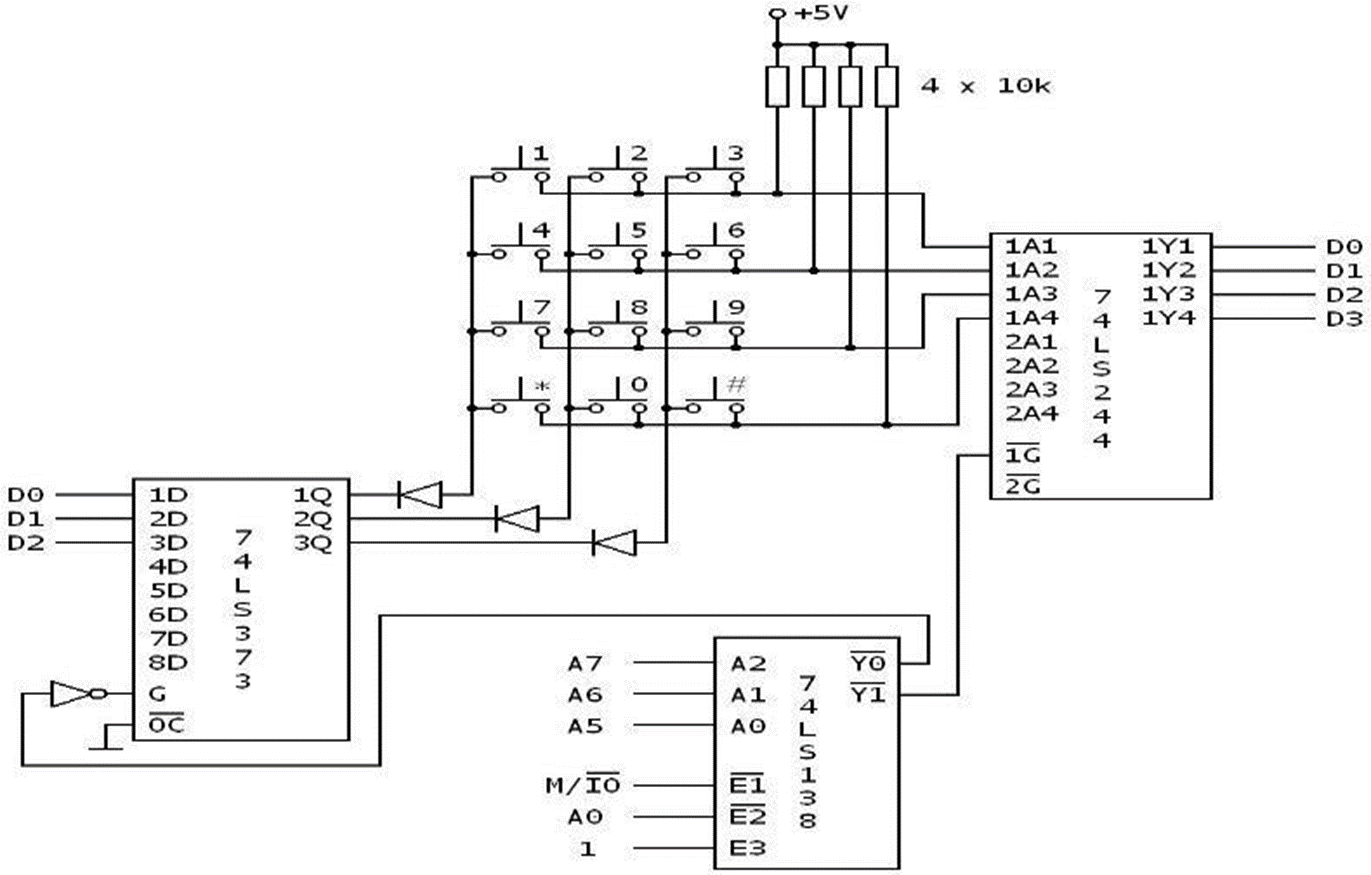 +5V
4 x 10k
1 2 3
4 5 6
7 8 9
* 0 #
1A1 1Y1 D0
1A2 1Y2 D1
1A3 1Y3 D2
1A4 1Y4 D3
2A1
2A2
2A3
2A4
1G
2G
74LS244
D0 1D 1Q
D1 2D 2Q
D2 3D 3Q
4D
5D
6D
7D
8D
G
OC
74LS373
A7 A2 Y0
A6 A1 Y1
A5 A0
M/IO E1
A0 E2
1 E3
74LS138